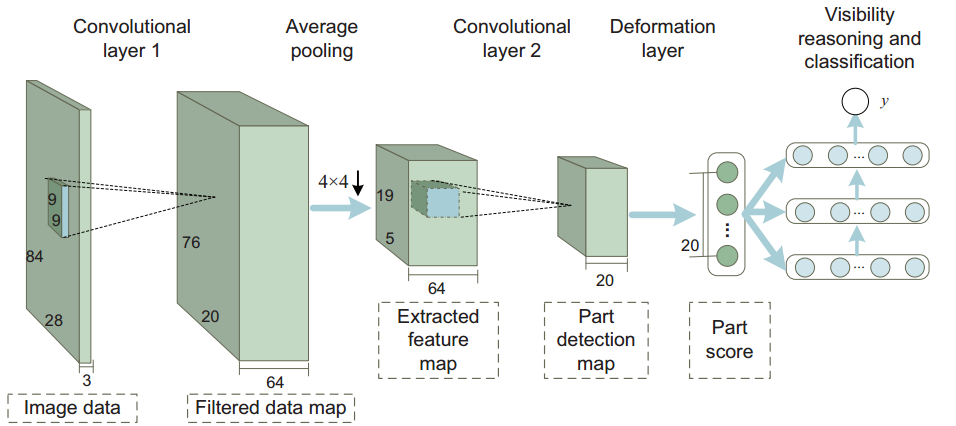 Convolutional
layer 1
Average
pooling
Convolutional
layer 2
Deformation
layer
Visibility
reasoning and
classification
y
9
9
84
28
3
76
20
64
4×4
19
5
64
20
20
...
...
...
Image data
Filtered data map
Extracted
feature
map
Part
detection
map
Part
score